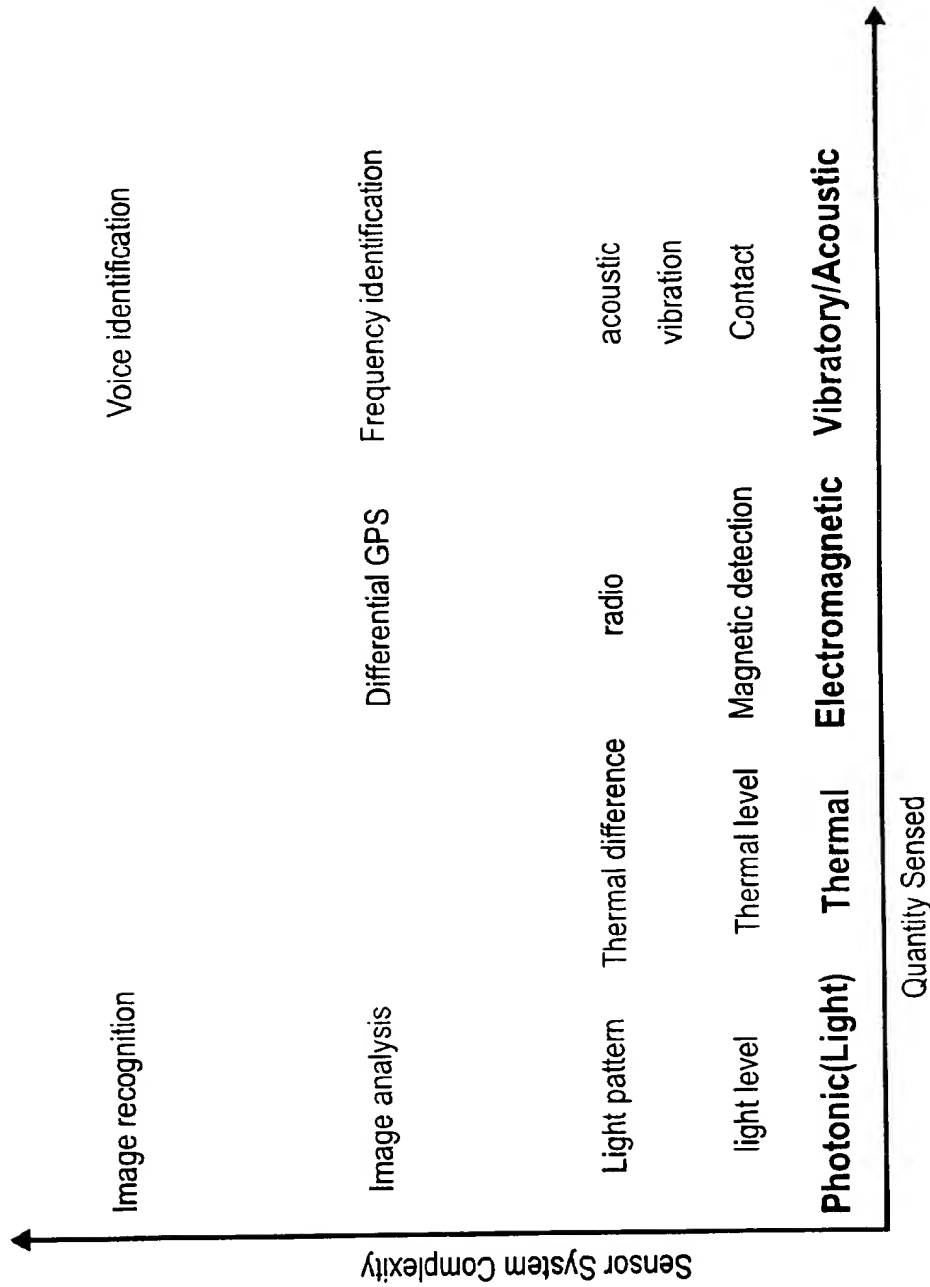 Sensor System Complexity
Image recognition
Voice identification
Image analysis
Differential GPS
Frequency identification
Light pattern
Thermal difference
radio
acoustic
vibration
light level
Thermal level
Magnetic detection
Contact
Photonic(Light)
Thermal
Electromagnetic
Vibratory/Acoustic
Quantity Sensed